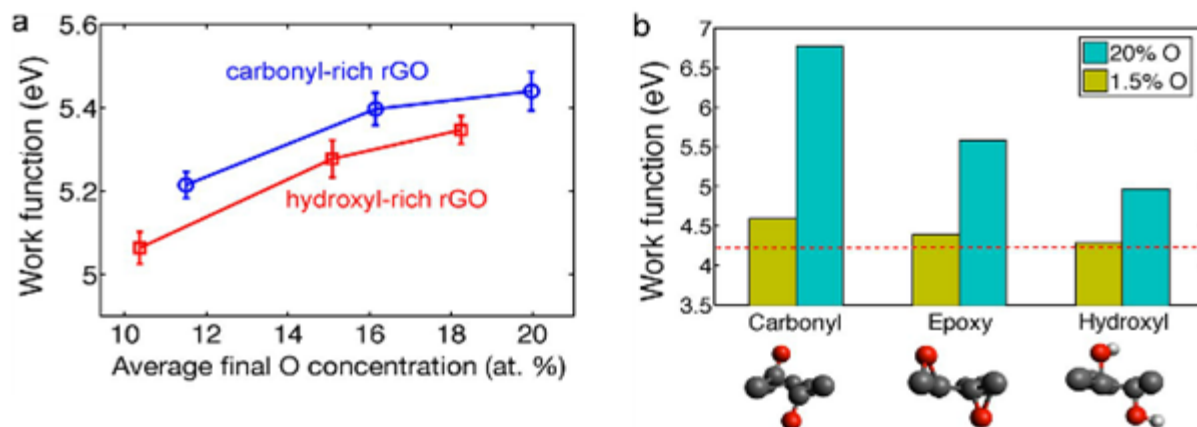 a
5.6
5.4
5.2
5
Work function (eV)
carbonyl-rich rGO
hydroxyl-rich rGO
10 12 14 16 18 20
Average final O concentration (at. %)
b
7
6.5
6
5.5
5
4.5
4
3.5
Work function (eV)
20% O
1.5% O
Carbonyl Epoxy Hydroxyl